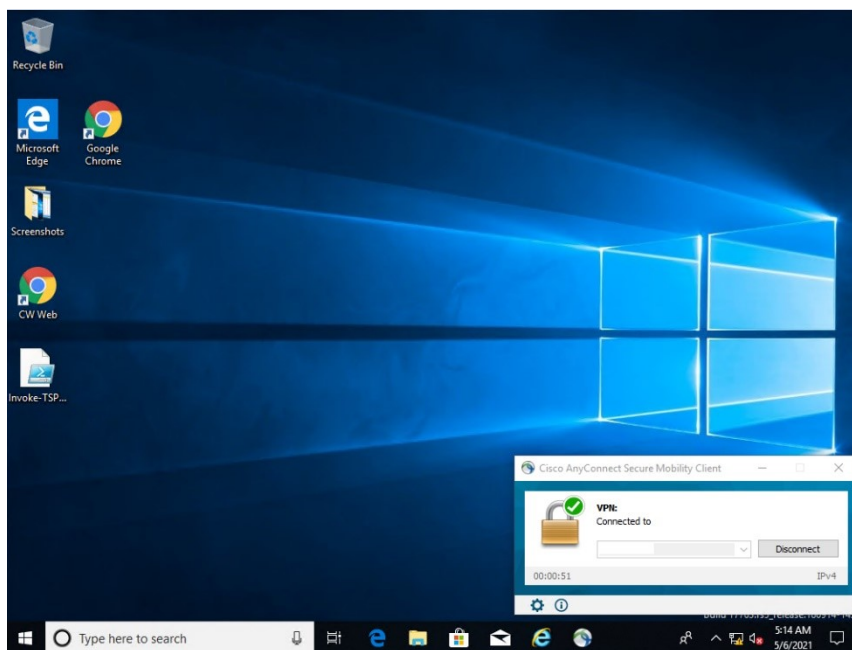 Recycle Bin
Microsoft
Edge
Google
Chrome
Screenshots
CW Web
Invoke-TSP...
Cisco AnyConnect Secure Mobility Client
VPN:
Connected to
Disconnect
00:00:51
IPv4
Type here to search
5:14 AM
5/6/2021